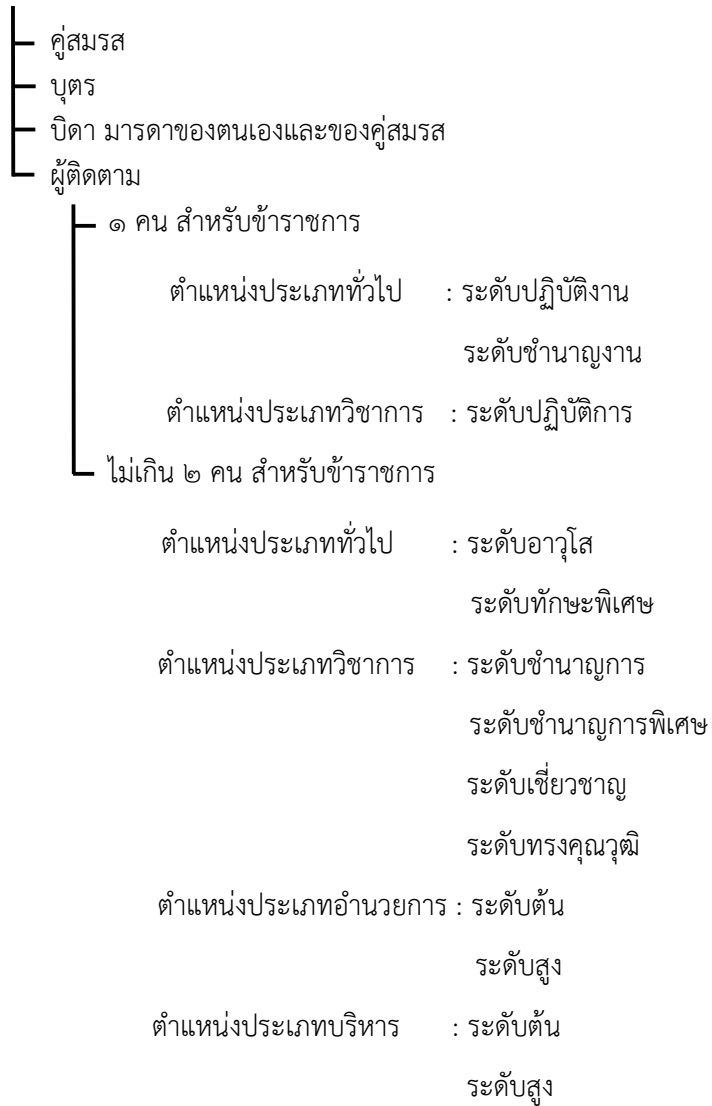 คู่สมรส
บุตร
บิดา มารดาของตนเองและของคู่สมรส
ผู้ติดตาม
๑ คน สำหรับข้าราชการ
ตำแหน่งประเภททั่วไป : ระดับปฏิบัติงาน
ระดับชำนาญงาน
ตำแหน่งประเภทวิชาการ : ระดับปฏิบัติการ
ไม่เกิน ๒ คน สำหรับข้าราชการ
ตำแหน่งประเภททั่วไป : ระดับอาวุโส
ระดับทักษะพิเศษ
ตำแหน่งประเภทวิชาการ : ระดับชำนาญการ
ระดับชำนาญการพิเศษ
ระดับเชี่ยวชาญ
ระดับทรงคุณวุฒิ
ตำแหน่งประเภทอำนวยการ : ระดับต้น
ระดับสูง
ตำแหน่งประเภทบริหาร : ระดับต้น
ระดับสูง